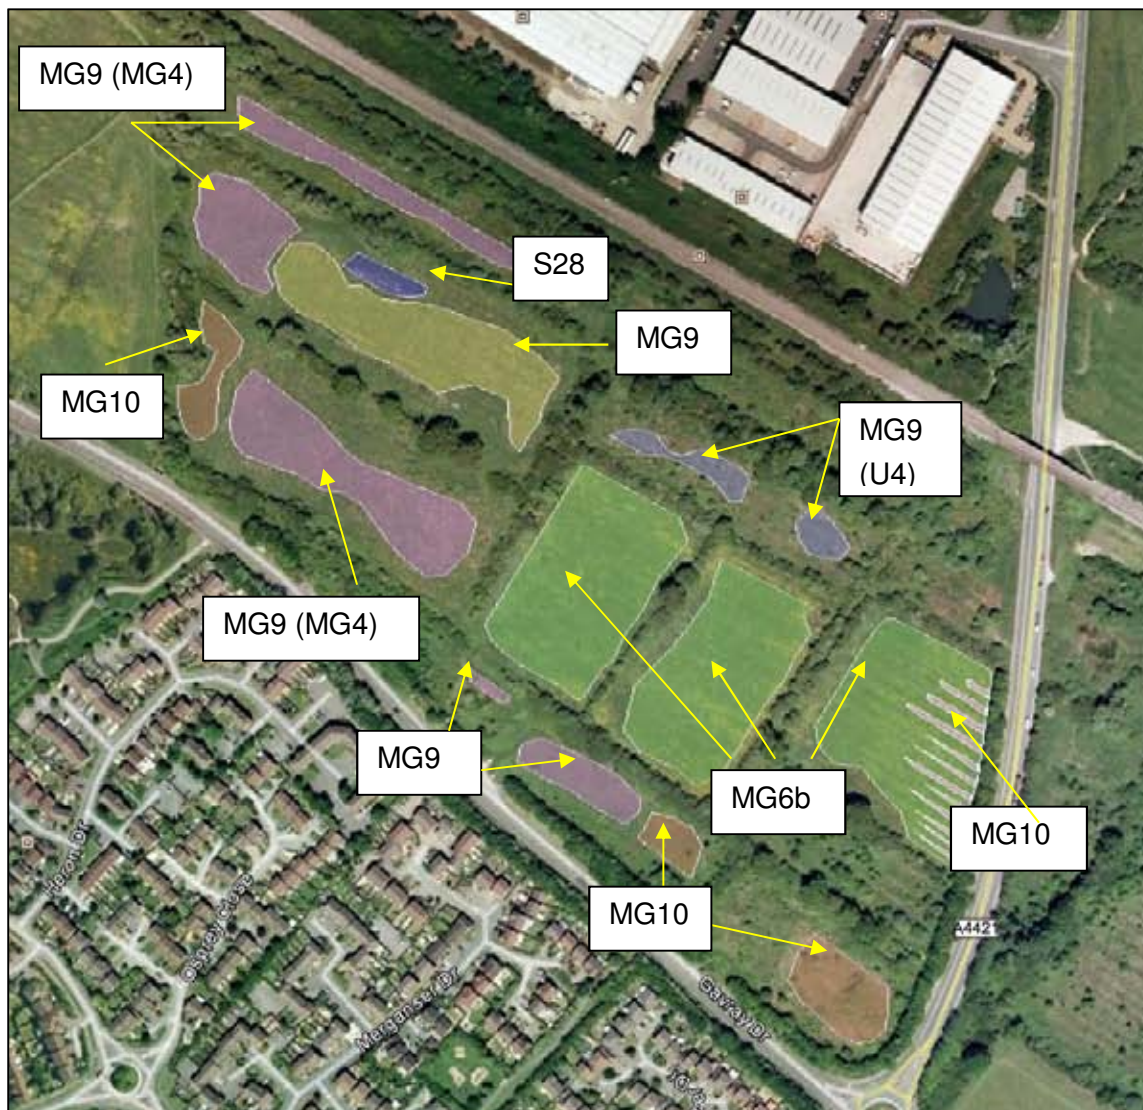 MG9 (MG4)
S28
MG9
MG10
MG9
(U4)
MG9 (MG4)
MG9
MG6b
MG10
MG10
Heron Dr
Osprey Close
Merganser Dr
Gavray Dr
A4421